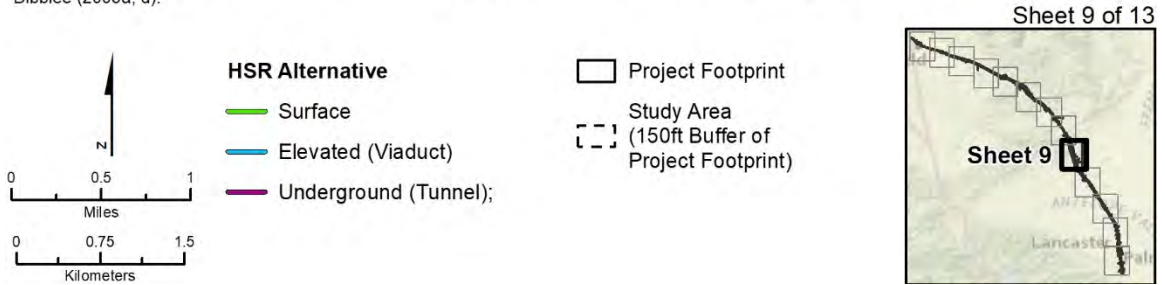 Sheet 9 of 13
N
0 0.5 1
Miles
0 0.75 1.5
Kilometers
HSR Alternative
Surface
Elevated (Viaduct)
Underground (Tunnel);
Project Footprint
Study Area
(150ft Buffer of
Project Footprint)
Sheet 9
Lancaster